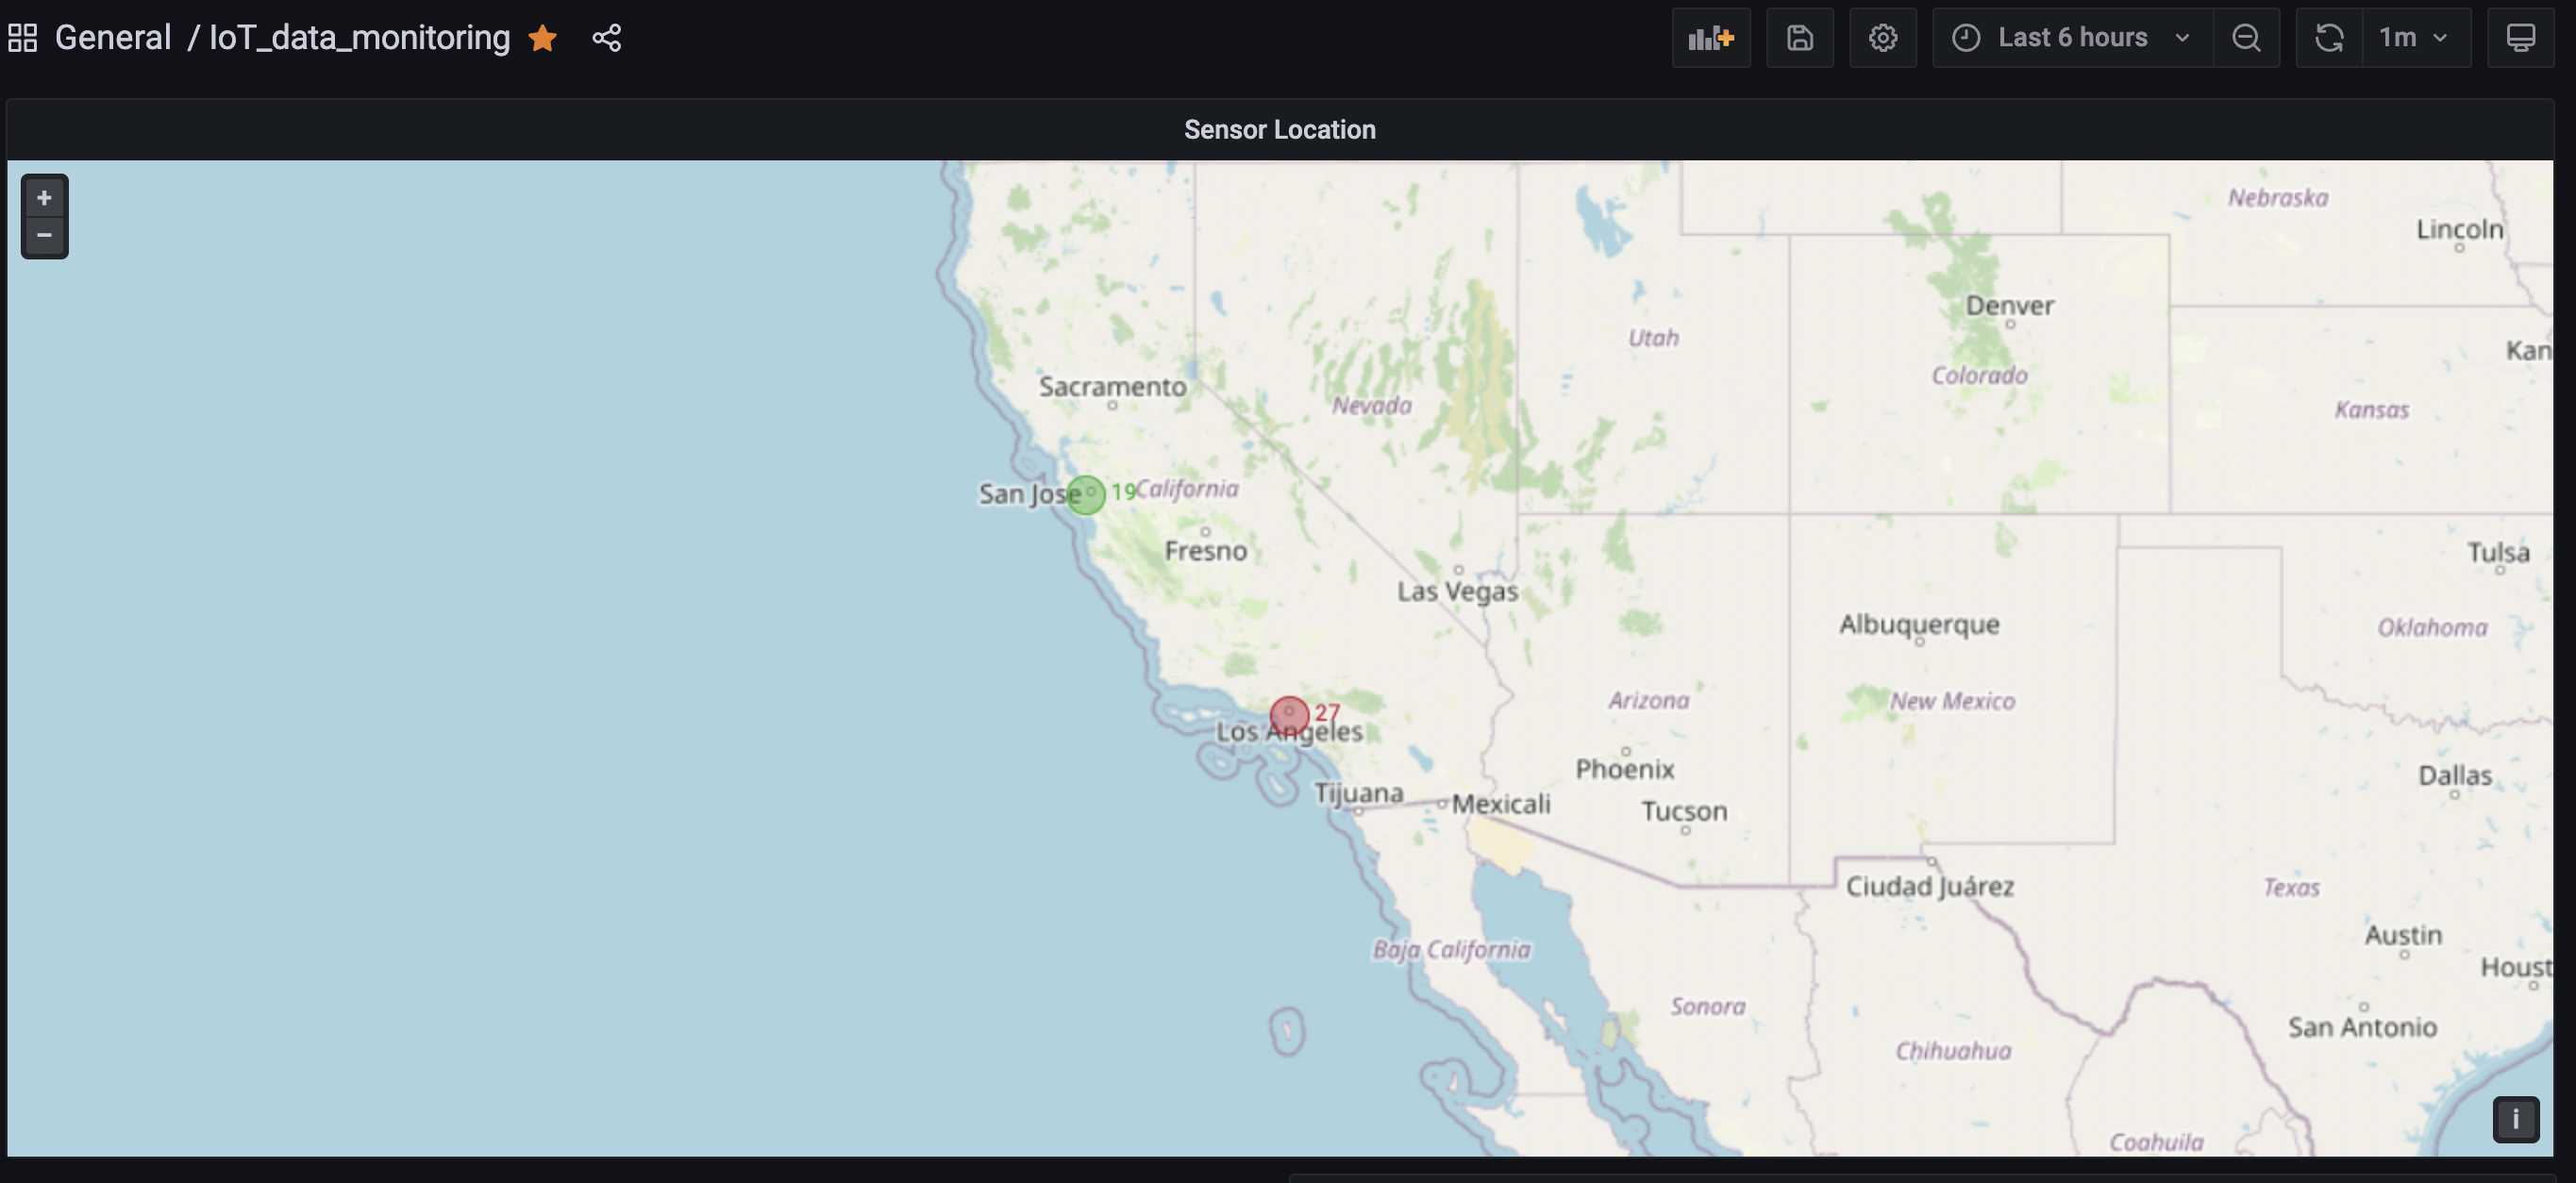 General / IoT_data_monitoring
Last 6 hours
1m
Sensor Location
+
−
Nebraska
Lincoln
Denver
Utah
Kan
Colorado
Sacramento
Nevada
Kansas
San Jose
19
California
Fresno
Tulsa
Las Vegas
Albuquerque
Oklahoma
Arizona
New Mexico
27
Los Angeles
Phoenix
Dallas
Tijuana
Mexicali
Tucson
Ciudad Juárez
Texas
Austin
Baja California
Houst
Sonora
San Antonio
Chihuahua
i
Coahuila